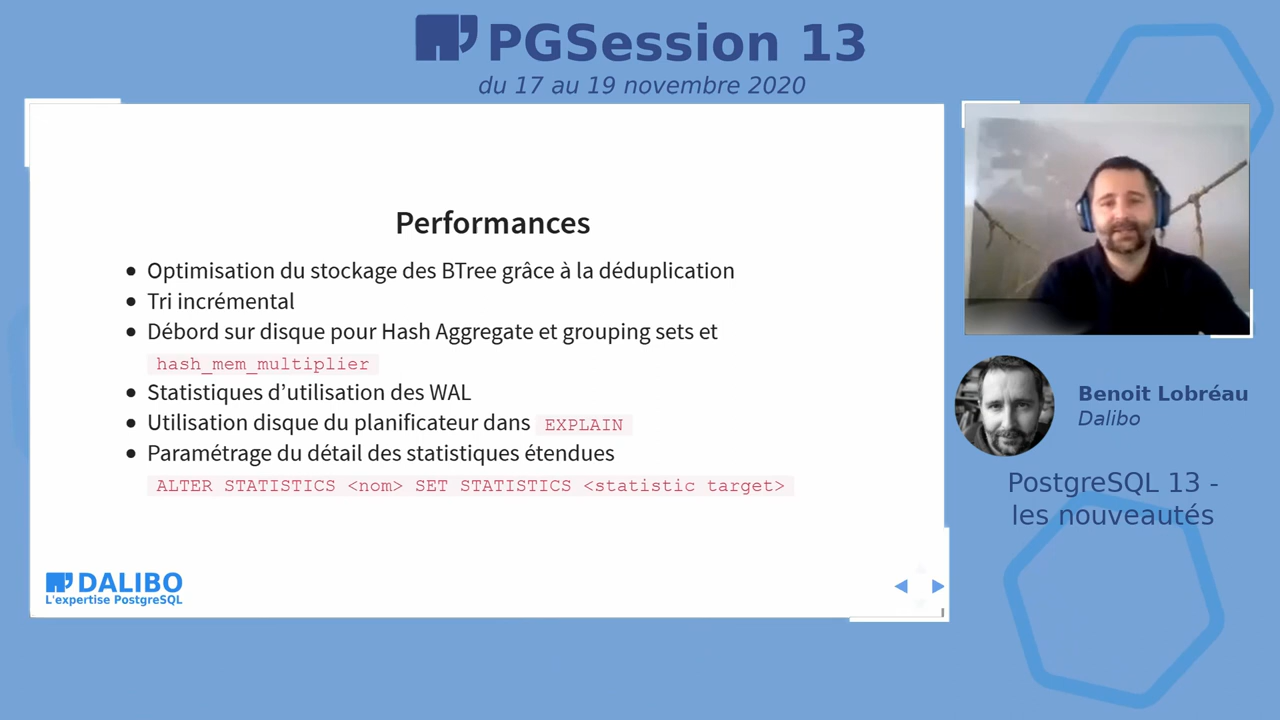 PGSession 13
du 17 au 19 novembre 2020
Performances
Optimisation du stockage des BTree grâce à la déduplication
Tri incrémental
Débord sur disque pour Hash Aggregate et grouping sets et
hash_mem_multiplier
Statistiques d’utilisation des WAL
Utilisation disque du planificateur dans EXPLAIN
Paramétrage du détail des statistiques étendues
ALTER STATISTICS <nom> SET STATISTICS <statistic target>
DALIBO
L'expertise PostgreSQL
Benoit Lobréau
Dalibo
PostgreSQL 13 -
les nouveautés